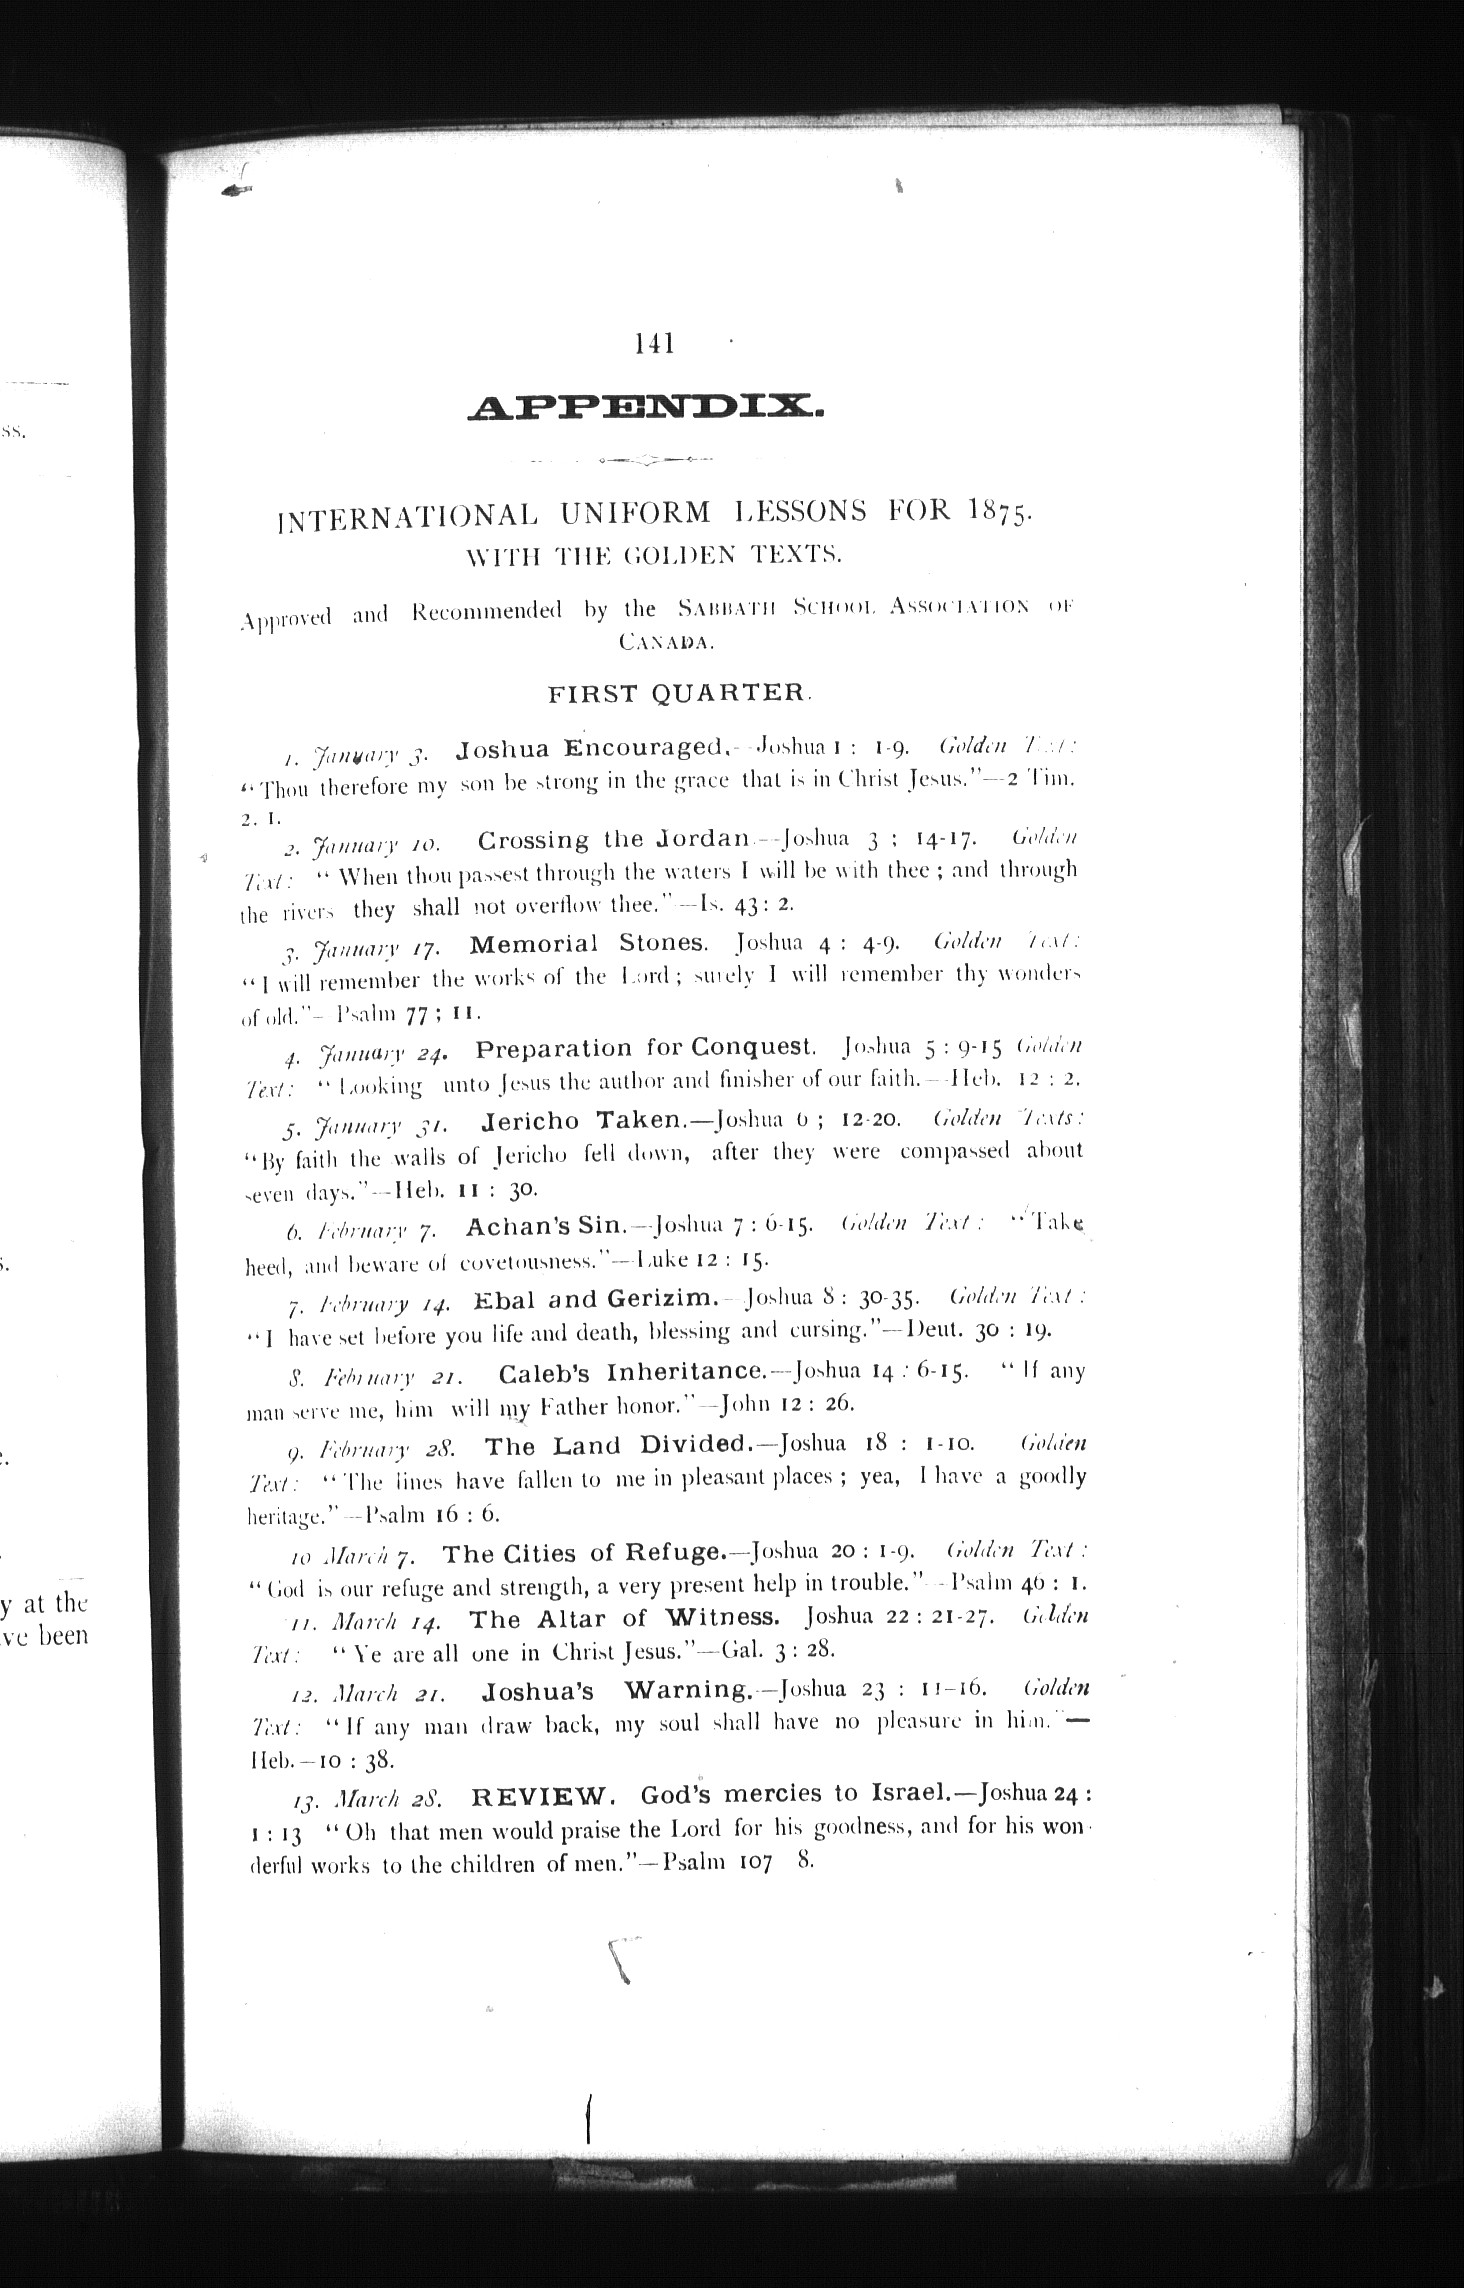 ss.
y at the
ve been
141
APPENDIX.
INTERNATIONAL UNIFORM LESSONS FOR 1875.
WITH THE GOLDEN TEXTS.
Approved and Recommended by the SABBATH SCHOOL ASSOCIATION OF
CANADA.
FIRST QUARTER.
1. January 3. Joshua Encouraged.—Joshua 1 : 1-9. Golden Text:
“Thou therefore my son be strong in the grace that is in Christ Jesus.”—2 Tim.
2. 1.
2. January 10. Crossing the Jordan.—Joshua 3 ; 14-17. Golden
Text: “When thou passest through the waters I will be with thee ; and through
the rivers they shall not overflow thee.”—Is. 43 : 2.
3. January 17. Memorial Stones. Joshua 4 : 4-9. Golden Text:
“I will remember the works of the Lord ; surely I will remember thy wonders
of old.”—Psalm 77 ; 11.
4. January 24. Preparation for Conquest. Joshua 5 : 9-15 Golden
Text: “Looking unto Jesus the author and finisher of our faith.—Heb. 12 : 2.
5. January 31. Jericho Taken.—Joshua 6 ; 12-20. Golden Texts:
“By faith the walls of Jericho fell down, after they were compassed about
seven days.”—Heb. 11 : 30.
6. February 7. Achan’s Sin.—Joshua 7 : 6-15. Golden Text : “Take
heed, and beware of covetousness.”—Luke 12 : 15.
7. February 14. Ebal and Gerizim.—Joshua 8 : 30-35. Golden Text :
“I have set before you life and death, blessing and cursing.”—Deut. 30 : 19.
8. February 21. Caleb’s Inheritance.—Joshua 14 : 6-15. “If any
man serve me, him will my Father honor.”—John 12 : 26.
9. February 28. The Land Divided.—Joshua 18 : 1-10. Golden
Text: “The lines have fallen to me in pleasant places ; yea, I have a goodly
heritage.”—Psalm 16 : 6.
10 March 7. The Cities of Refuge.—Joshua 20 : 1-9. Golden Text :
“God is our refuge and strength, a very present help in trouble.”—Psalm 46 : 1.
11. March 14. The Altar of Witness. Joshua 22 : 21-27. Golden
Text: “Ye are all one in Christ Jesus.”—Gal. 3 : 28.
12. March 21. Joshua’s Warning.—Joshua 23 : 11-16. Golden
Text: “If any man draw back, my soul shall have no pleasure in him.”—
Heb.—10 : 38.
13. March 28. REVIEW. God’s mercies to Israel.—Joshua 24 :
1 : 13 “Oh that men would praise the Lord for his goodness, and for his won-
derful works to the children of men.”—Psalm 107 8.